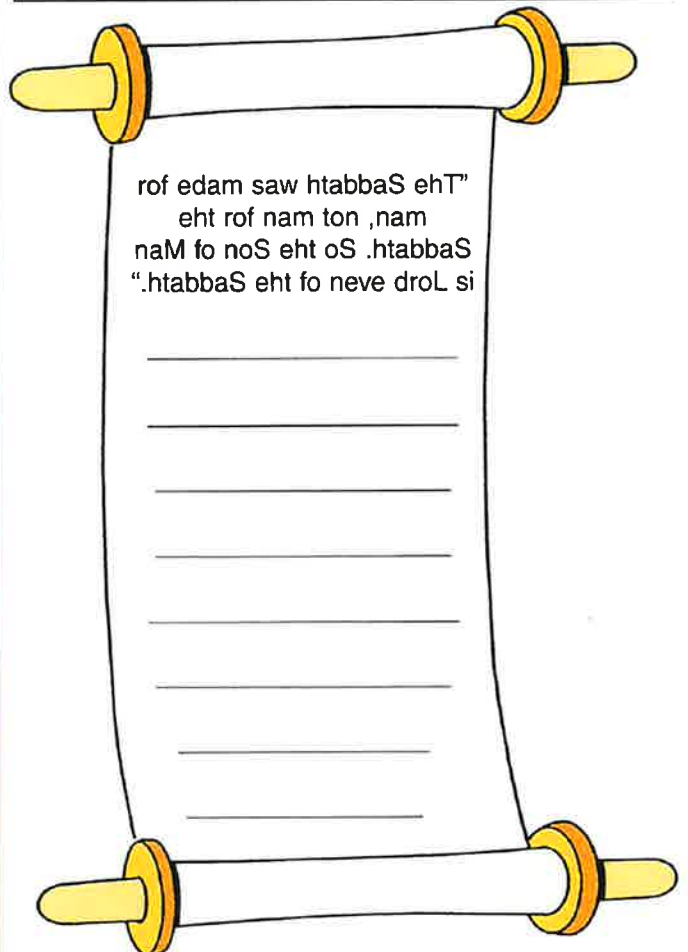 rof edam saw htabbaS ehT”
eht rof nam ton ,nam
naM fo noS eht oS .htabbaS
“.htabbaS eht fo neve droL si